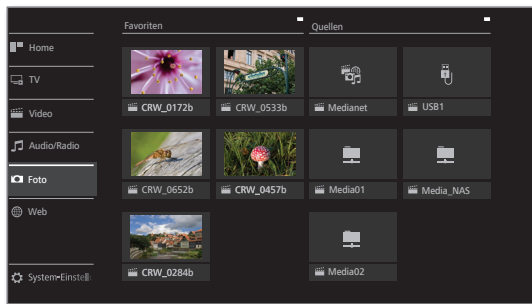 Favoriten
Quellen
Home
TV
Video
Audio/Radio
Foto
Web
System-Einstell
CRW_0172b
CRW_0533b
Medianet
USB1
CRW_0652b
CRW_0457b
Media01
Media_NAS
CRW_0284b
Media02